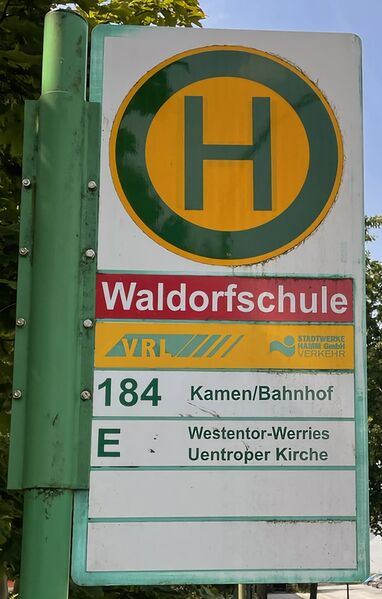 H
Waldorfschule
VRL
STADTWERKE
HAMM GmbH
VERKEHR
184 Kamen/Bahnhof
E Westentor-Werries
Uentroper Kirche